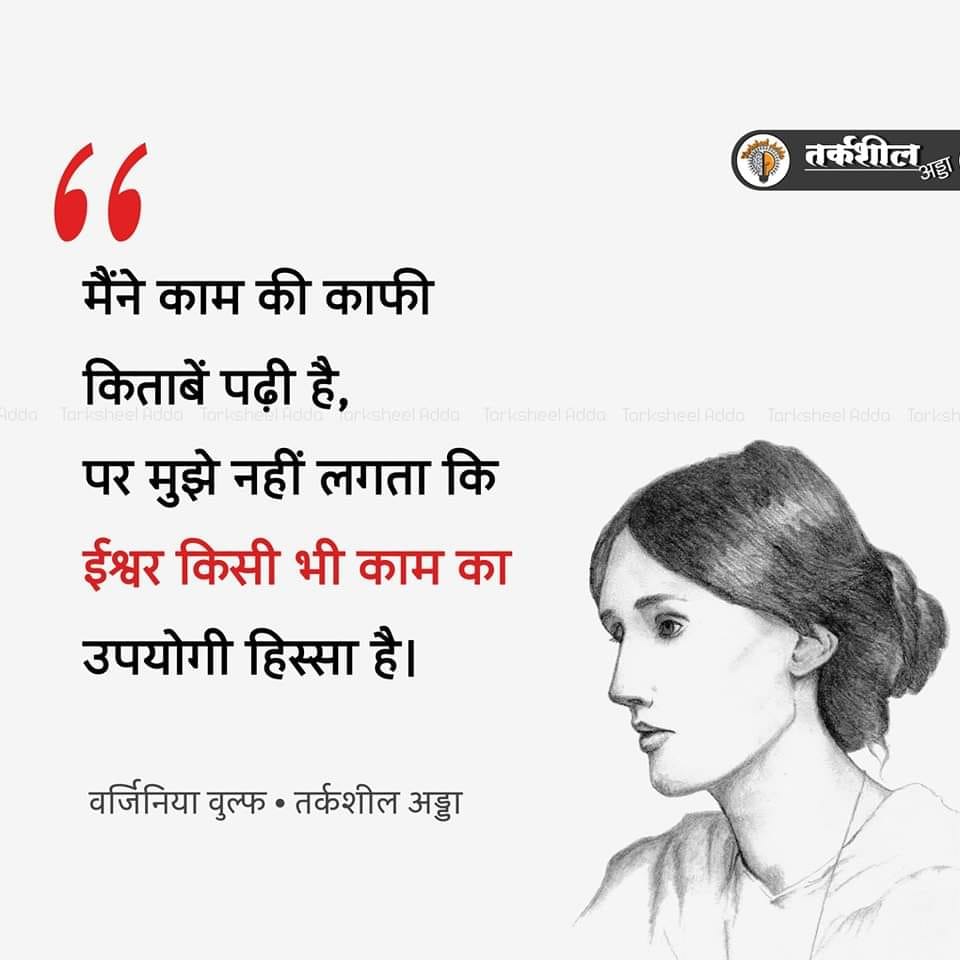 तर्कशील
अड्डा
मैंने काम की काफी
किताबें पढ़ी है,
Tarksheel Adda Tarksheel Adda Tarksheel Adda Tarksheel Adda Tarksheel Adda Tarksheel Adda
पर मुझे नहीं लगता कि
ईश्वर किसी भी काम का
उपयोगी हिस्सा है।
वर्जिनिया वुल्फ • तर्कशील अड्डा